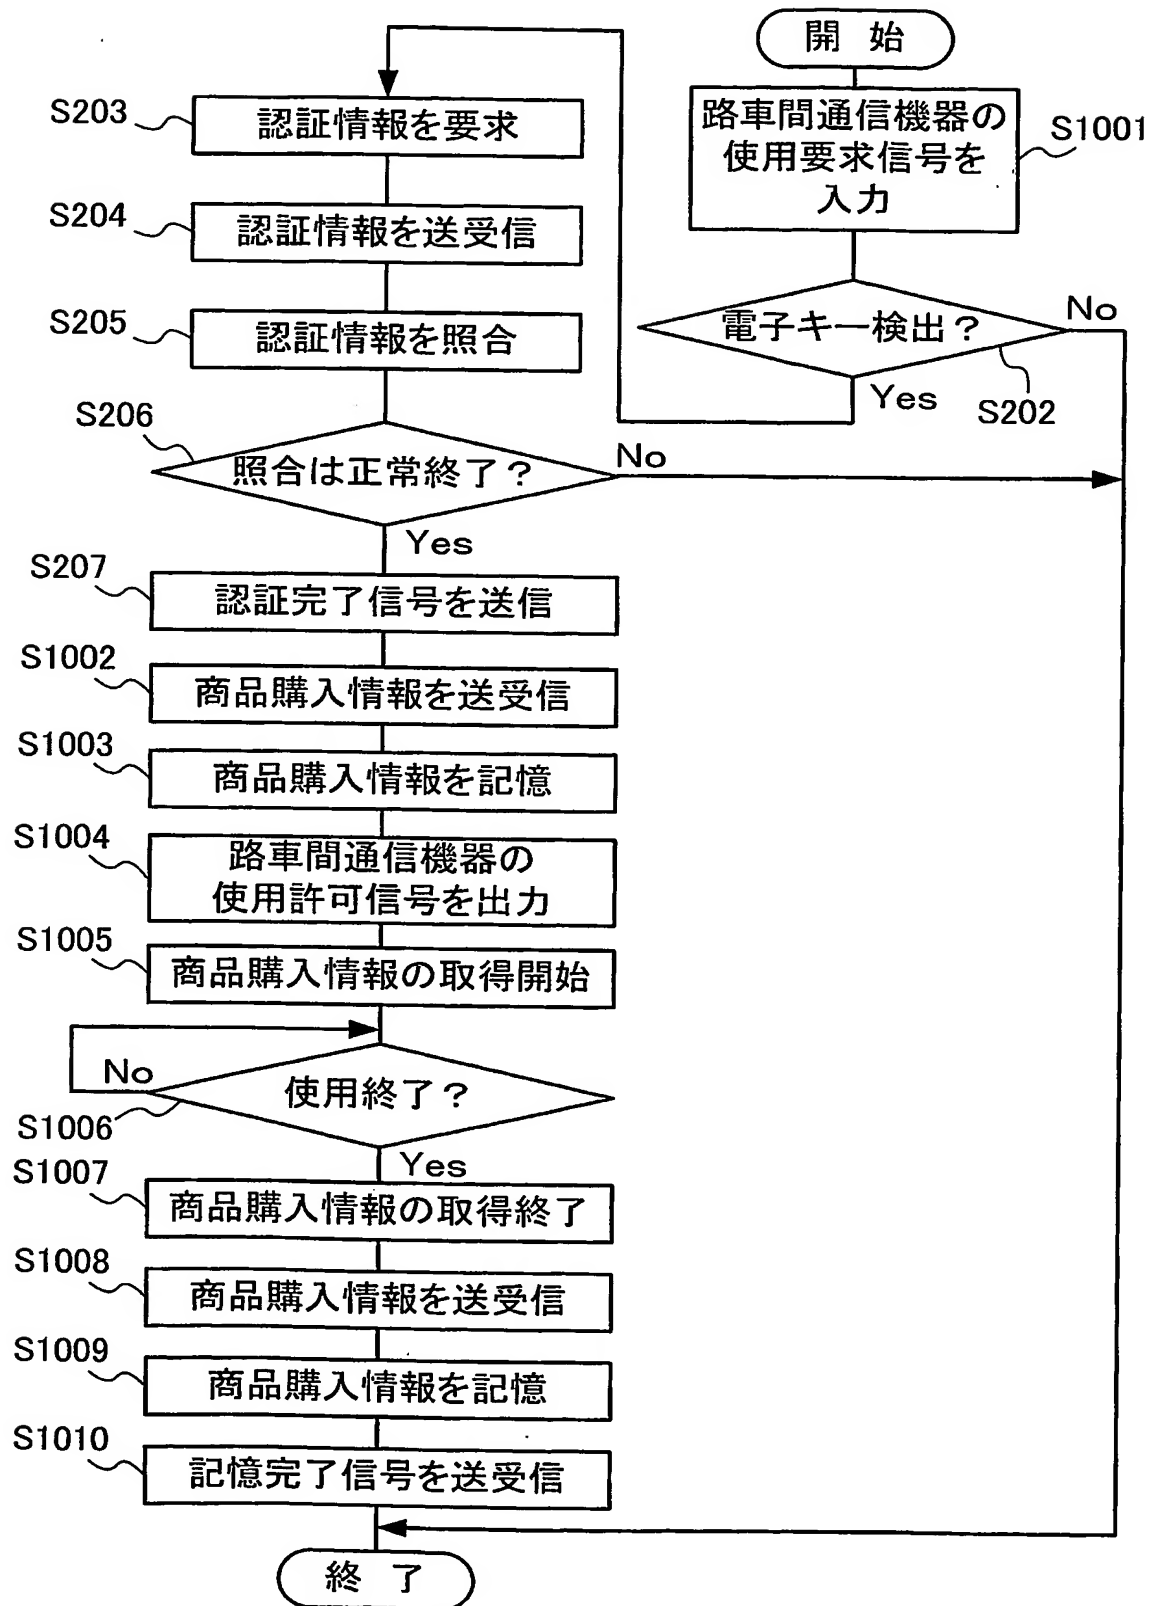 開 始
路車間通信機器の
使用要求信号を
入力
S1001
電子キー検出？
No
Yes
S202
S203
認証情報を要求
S204
認証情報を送受信
S205
認証情報を照合
S206
照合は正常終了？
No
Yes
S207
認証完了信号を送信
S1002
商品購入情報を送受信
S1003
商品購入情報を記憶
S1004
路車間通信機器の
使用許可信号を出力
S1005
商品購入情報の取得開始
No
使用終了？
S1006
Yes
S1007
商品購入情報の取得終了
S1008
商品購入情報を送受信
S1009
商品購入情報を記憶
S1010
記憶完了信号を送受信
終 了